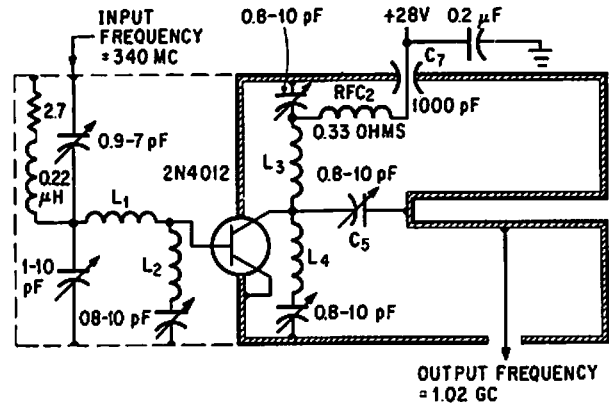 INPUT
FREQUENCY
= 340 MC
0.8-10 pF
+28V
0.2 µF
C7
1000 pF
RFC2
0.33 OHMS
2.7
0.9-7 pF
2N4012
L3
0.8-10 pF
0.22
µH
L1
C5
L2
L4
1-10
pF
08-10 pF
0.8-10 pF
OUTPUT FREQUENCY
= 1.02 GC